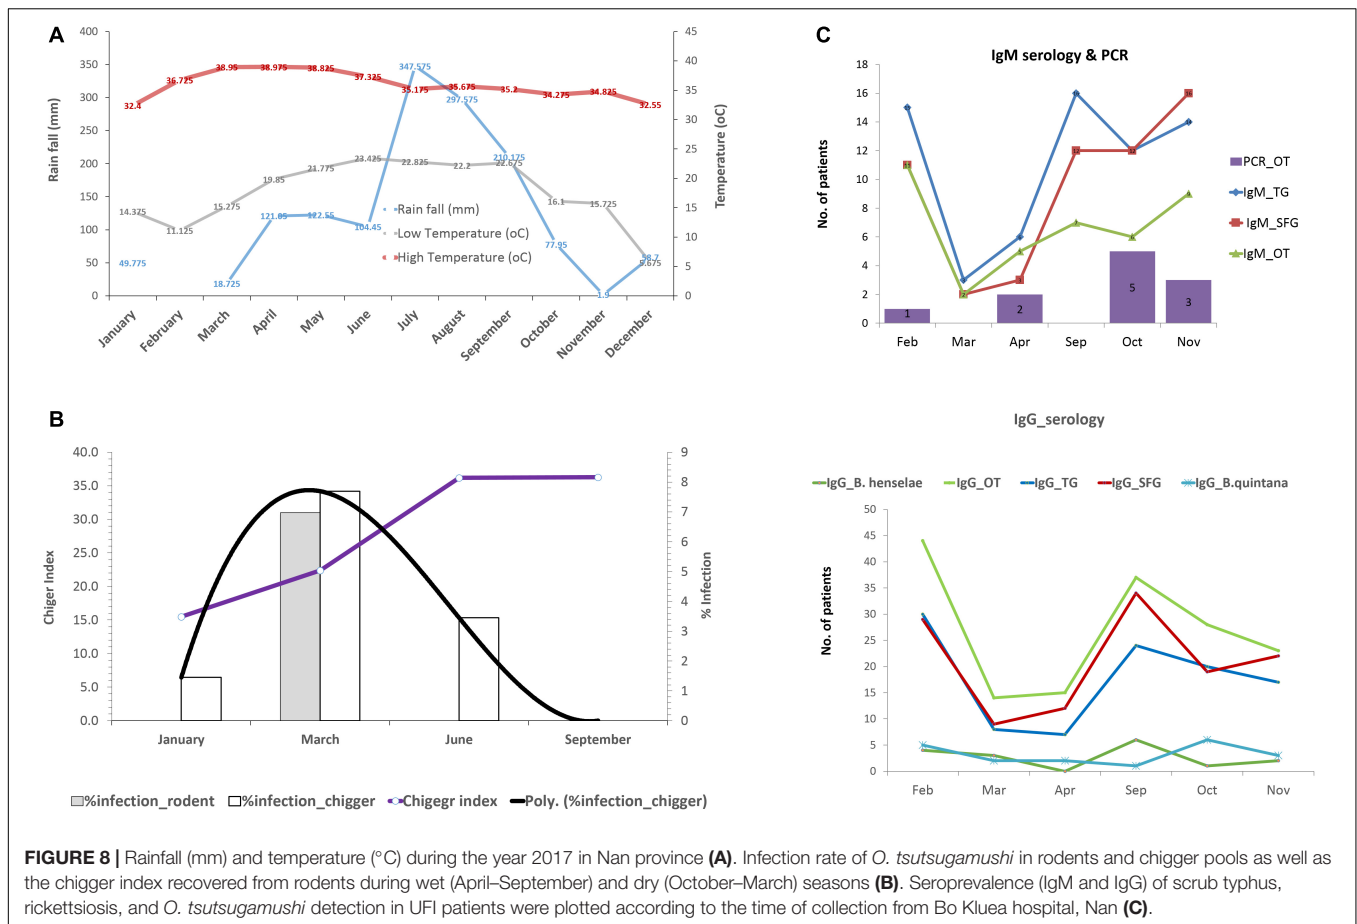 A
400
350
300
250
200
150
100
50
0
Rain fall (mm)
45
40
35
30
25
20
15
10
5
0
Temperature (oC)
32.4
36.725
38.95
38.975
38.825
37.325
35.175
35.675
35.2
34.275
34.825
32.55
347.575
297.575
210.175
14.375
11.125
15.275
19.85
21.775
23.425
22.825
22.2
22.675
16.1
15.725
5.675
49.775
18.725
121.65
122.55
104.45
77.95
1.9
58.7
Rain fall (mm)
Low Temperature (oC)
High Temperature (oC)
January
February
March
April
May
June
July
August
September
October
November
December
B
40.0
35.0
30.0
25.0
20.0
15.0
10.0
5.0
0.0
Chiger Index
9
8
7
6
5
4
3
2
1
0
% Infection
January
March
June
September
%infection_rodent
%infection_chigger
Chigegr index
Poly. (%infection_chigger)
C
IgM serology & PCR
18
16
14
12
10
8
6
4
2
0
No. of patients
1
2
5
3
Feb
Mar
Apr
Sep
Oct
Nov
PCR_OT
IgM_TG
IgM_SFG
IgM_OT
IgG_serology
IgG_B. henselae
IgG_OT
IgG_TG
IgG_SFG
IgG_B.quintana
50
45
40
35
30
25
20
15
10
5
0
No. of patients
Feb
Mar
Apr
Sep
Oct
Nov
FIGURE 8 | Rainfall (mm) and temperature (°C) during the year 2017 in Nan province (A). Infection rate of O. tsutsugamushi in rodents and chigger pools as well as
the chigger index recovered from rodents during wet (April–September) and dry (October–March) seasons (B). Seroprevalence (IgM and IgG) of scrub typhus,
rickettsiosis, and O. tsutsugamushi detection in UFI patients were plotted according to the time of collection from Bo Kluea hospital, Nan (C).